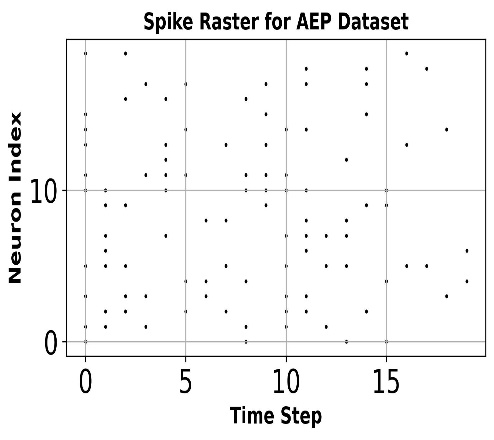 Spike Raster for AEP Dataset
Neuron Index
10
0
0 5 10 15
Time Step